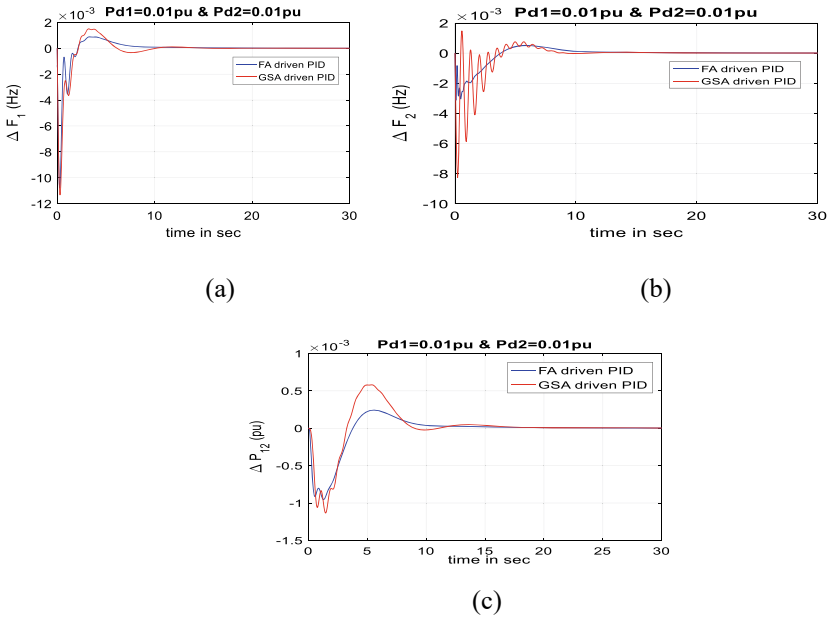 ×10⁻³ Pd1=0.01pu & Pd2=0.01pu
2
0
-2
-4
-6
-8
-10
-12
Δ F₁ (Hz)
FA driven PID
GSA driven PID
0 10 20 30
time in sec
(a)
×10⁻³ Pd1=0.01pu & Pd2=0.01pu
2
0
-2
-4
-6
-8
-10
Δ F₂ (Hz)
FA driven PID
GSA driven PID
0 10 20 30
time in sec
(b)
×10⁻³ Pd1=0.01pu & Pd2=0.01pu
1
0.5
0
-0.5
-1
-1.5
Δ P₁₂ (pu)
FA driven PID
GSA driven PID
0 5 10 15 20 25 30
time in sec
(c)